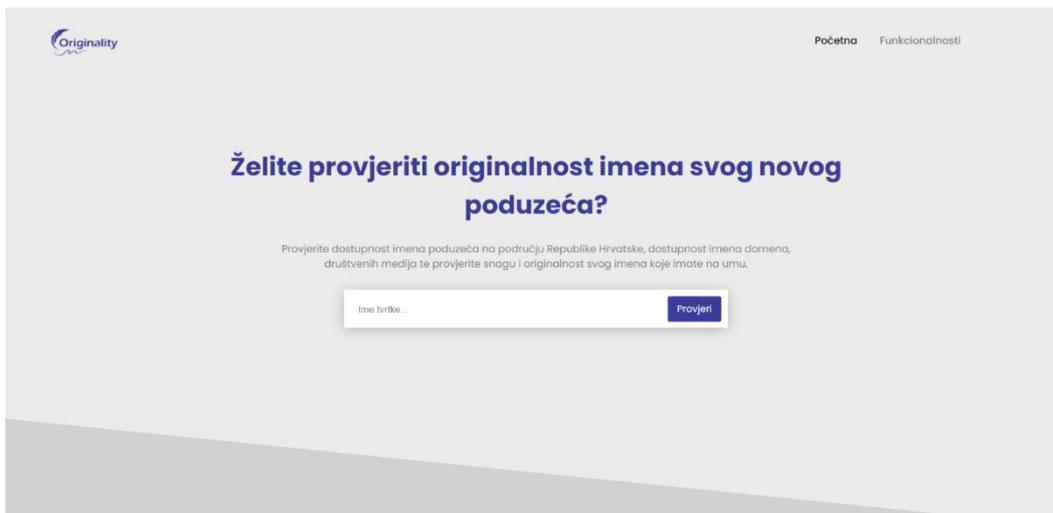 Originality
Početna Funkcionalnosti
Želite provjeriti originalnost imena svog novog
poduzeća?
Provjerite dostupnost imena poduzeća na području Republike Hrvatske, dostupnost imena domena,
društvenih medija te provjerite snagu i originalnost svog imena koje imate na umu.
Ime tvrtke...
Provjeri